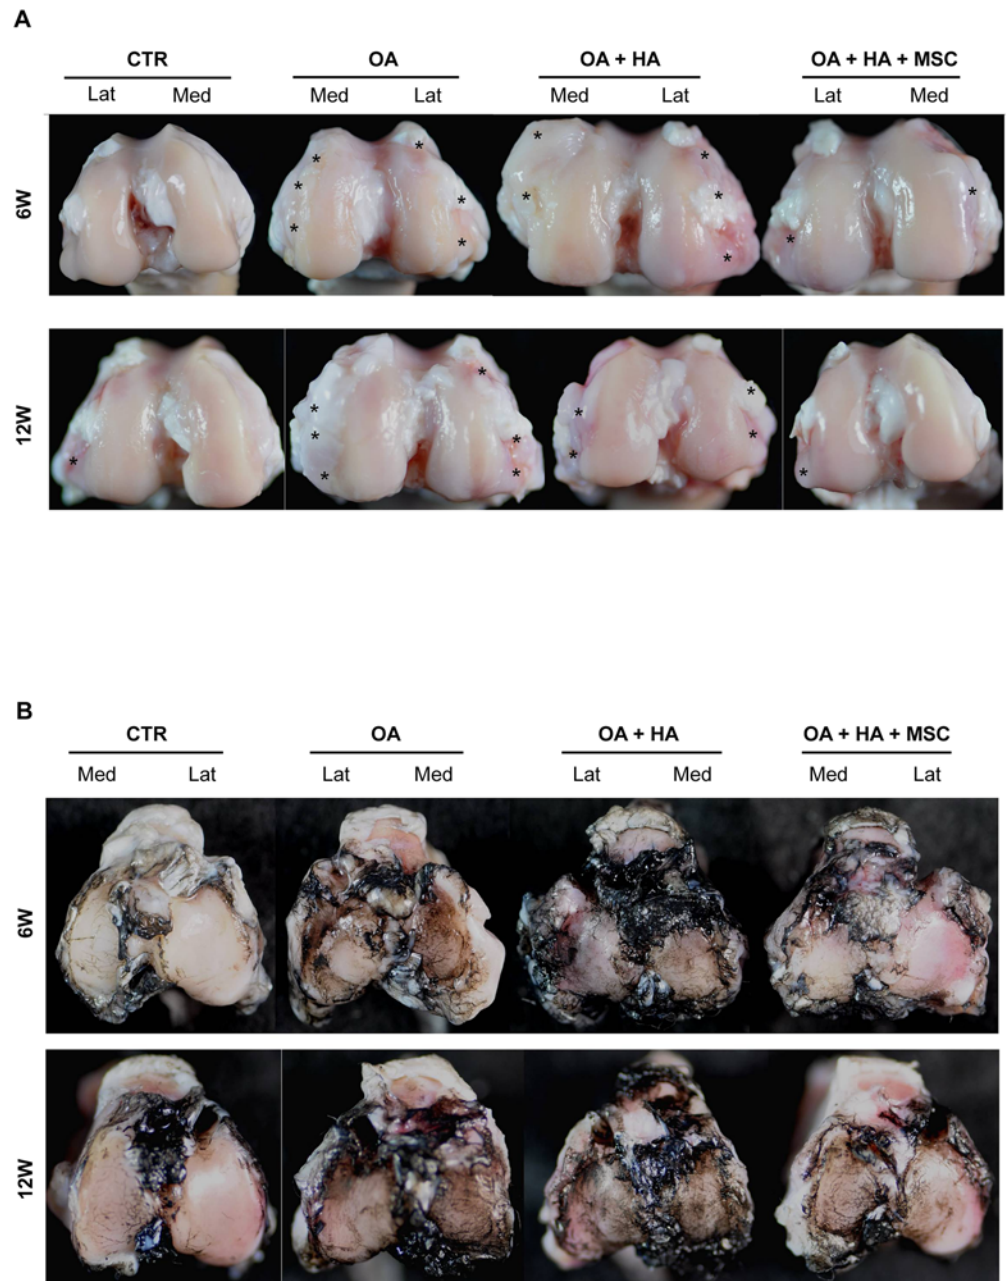 A
CTR OA OA + HA OA + HA + MSC
Lat Med Med Lat Med Lat Lat Med
6W
* * * * * * * * * * * * * *
12W
* * * * * * * * * * * *
B
CTR OA OA + HA OA + HA + MSC
Med Lat Lat Med Lat Med Med Lat
6W
12W